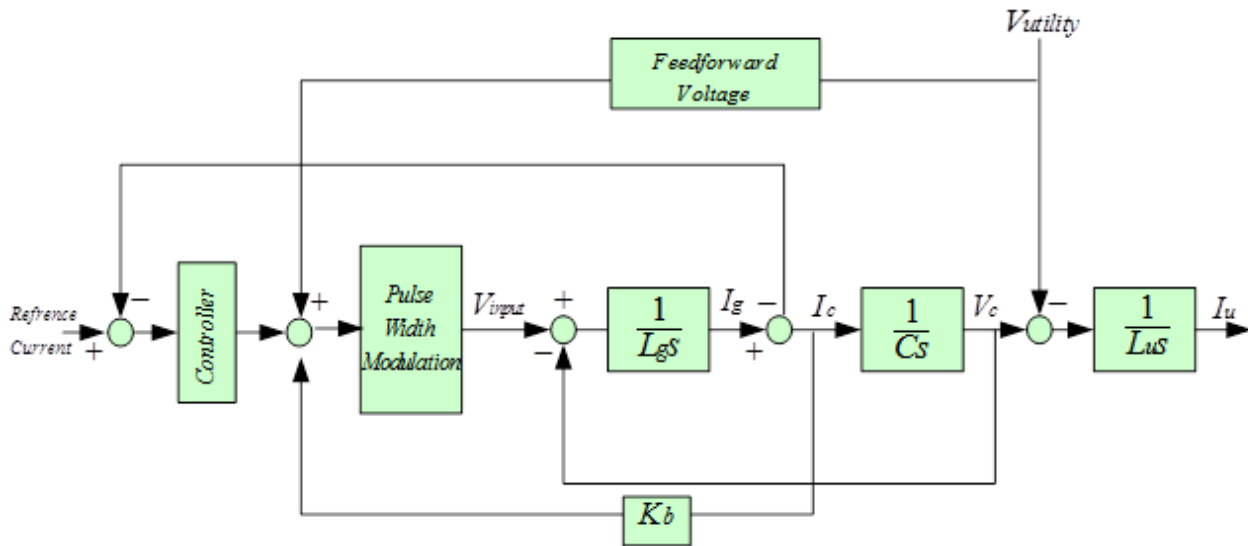 Vutility
Feedforward
Voltage
+
−
Refrence
Current
+
Controller
+
Pulse
Width
Modulation
Vinput
+
−
1
Lgs
Ig
−
+
Ic
1
Cs
Vc
−
1
Lus
Iu
Kb